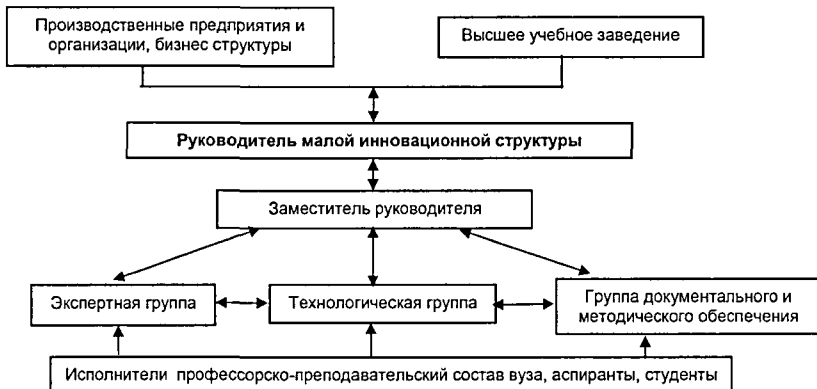 Производственные предприятия и
организации, бизнес структуры
Высшее учебное заведение
Руководитель малой инновационной структуры
Заместитель руководителя
Экспертная группа
Технологическая группа
Группа документального и
методического обеспечения
Исполнители профессорско-преподавательский состав вуза, аспиранты, студенты